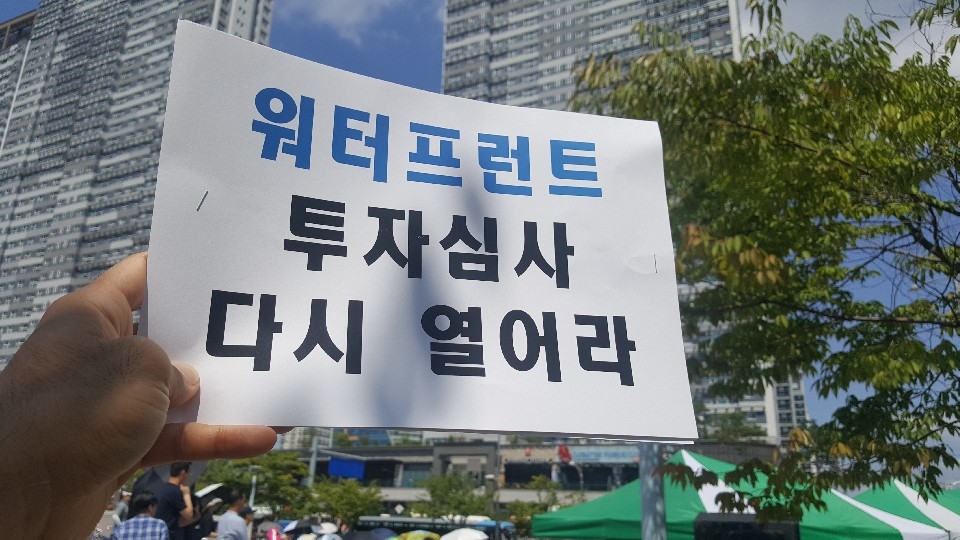 워터프런트
투자심사
다시 열어라